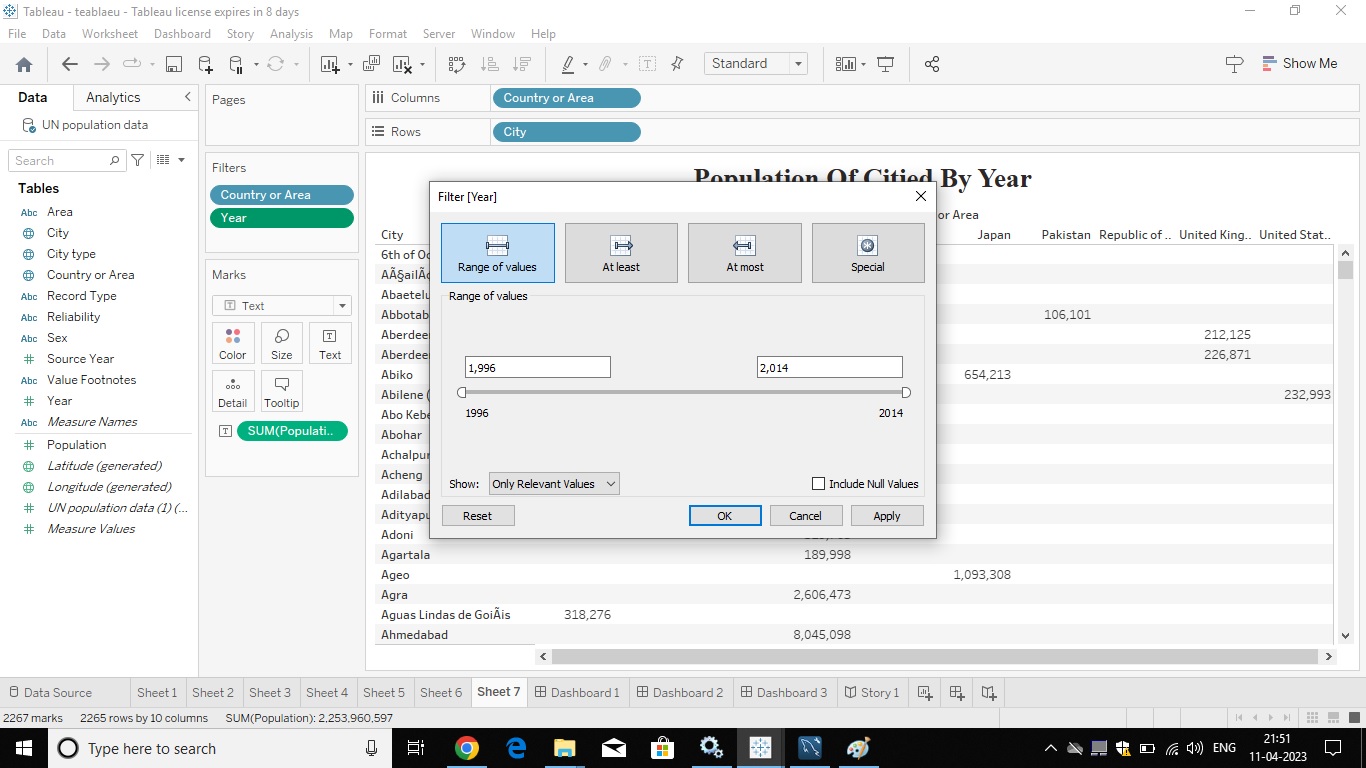 Tableau - teablaeu - Tableau license expires in 8 days
File Data Worksheet Dashboard Story Analysis Map Format Server Window Help
Standard
Show Me
Data Analytics
Pages
Columns Country or Area
UN population data
Rows City
Search
Filters
Tables
Country or Area
Year
Population Of Citied By Year
Filter [Year]
Abc Area
City
City type
Country or Area
Abc Record Type
Abc Reliability
Abc Sex
Source Year
Abc Value Footnotes
Year
Abc Measure Names
Population
Latitude (generated)
Longitude (generated)
UN population data (1) (...
Measure Values
Marks
Text
Color Size Text
Detail Tooltip
SUM(Populati..
or Area
City Japan Pakistan Republic of .. United King.. United Stat..
Range of values At least At most Special
Range of values
1,996 2,014
1996 2014
Show: Only Relevant Values Include Null Values
Reset OK Cancel Apply
6th of Oc
AÃ§ailÃ
Abaetelu
Abbotab 106,101
Aberdeer 212,125
Aberdeer 226,871
Abiko 654,213
Abilene ( 232,993
Abo Kebe
Abohar
Achalpur
Acheng
Adilabad
Adityapu
Adoni
Agartala 189,998
Ageo 1,093,308
Agra 2,606,473
Aguas Lindas de GoiÃis 318,276
Ahmedabad 8,045,098
Data Source Sheet 1 Sheet 2 Sheet 3 Sheet 4 Sheet 5 Sheet 6 Sheet 7 Dashboard 1 Dashboard 2 Dashboard 3 Story 1
2267 marks 2265 rows by 10 columns SUM(Population): 2,253,960,597
Type here to search
ENG
21:51
11-04-2023